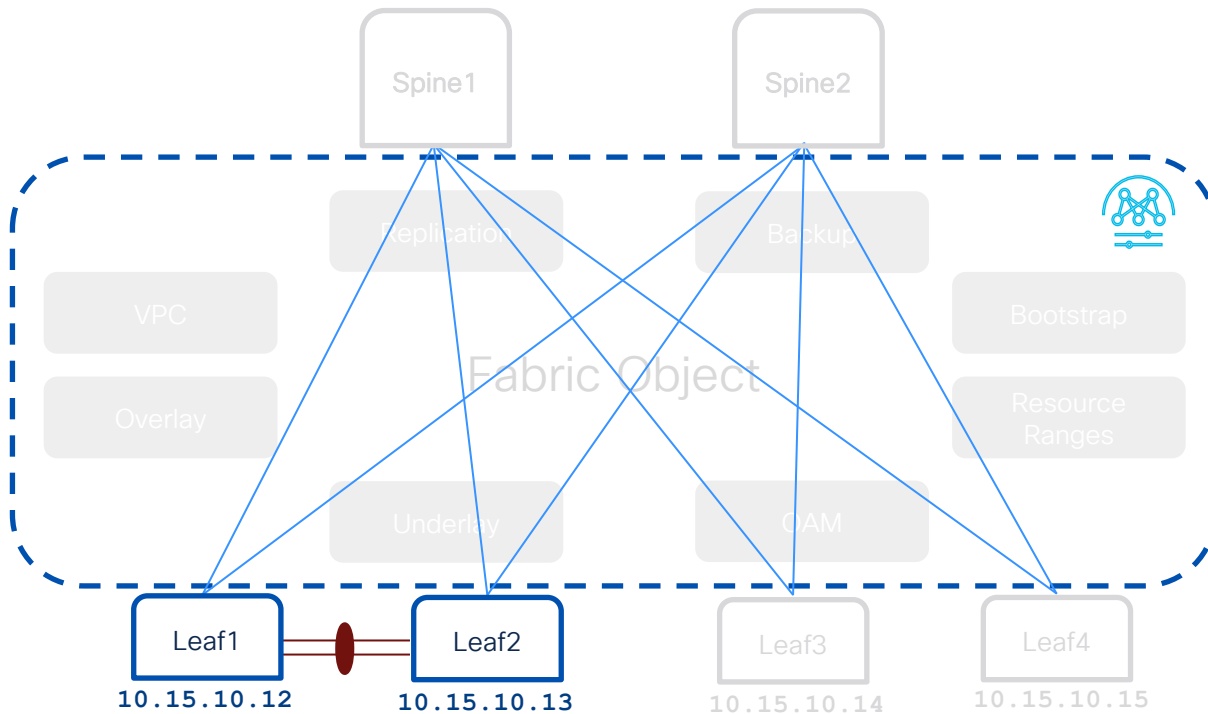 Spine1
Spine2
Replication
Backup
VPC
Bootstrap
Fabric Object
Overlay
Resource
Ranges
Underlay
OAM
Leaf1
Leaf2
Leaf3
Leaf4
10.15.10.12
10.15.10.13
10.15.10.14
10.15.10.15